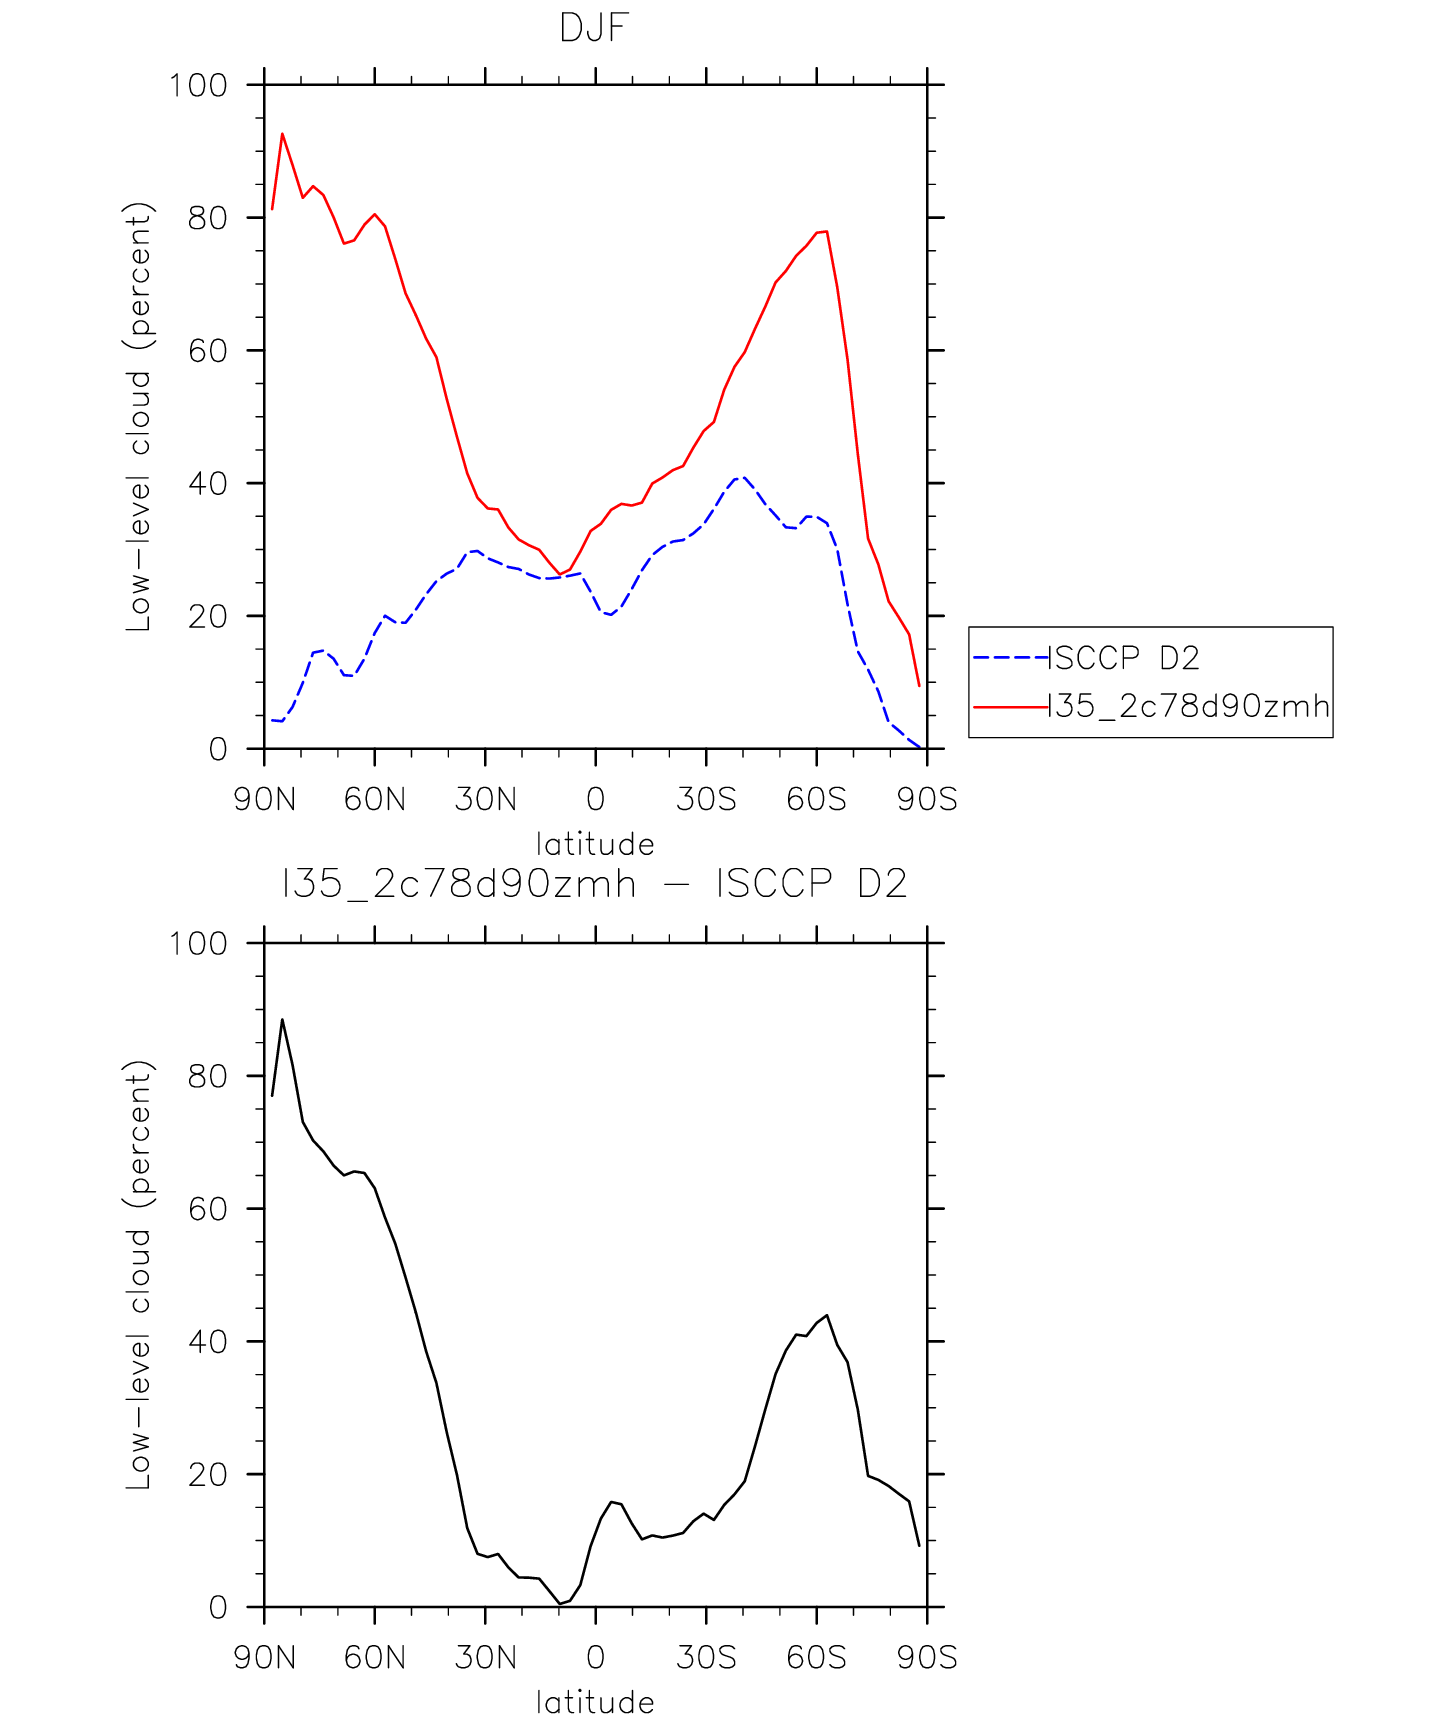 DJF
100
80
60
40
20
0
Low-level cloud (percent)
90N 60N 30N 0 30S 60S 90S
latitude
ISCCP D2
I35_2c78d90zmh
I35_2c78d90zmh - ISCCP D2
100
80
60
40
20
0
Low-level cloud (percent)
90N 60N 30N 0 30S 60S 90S
latitude